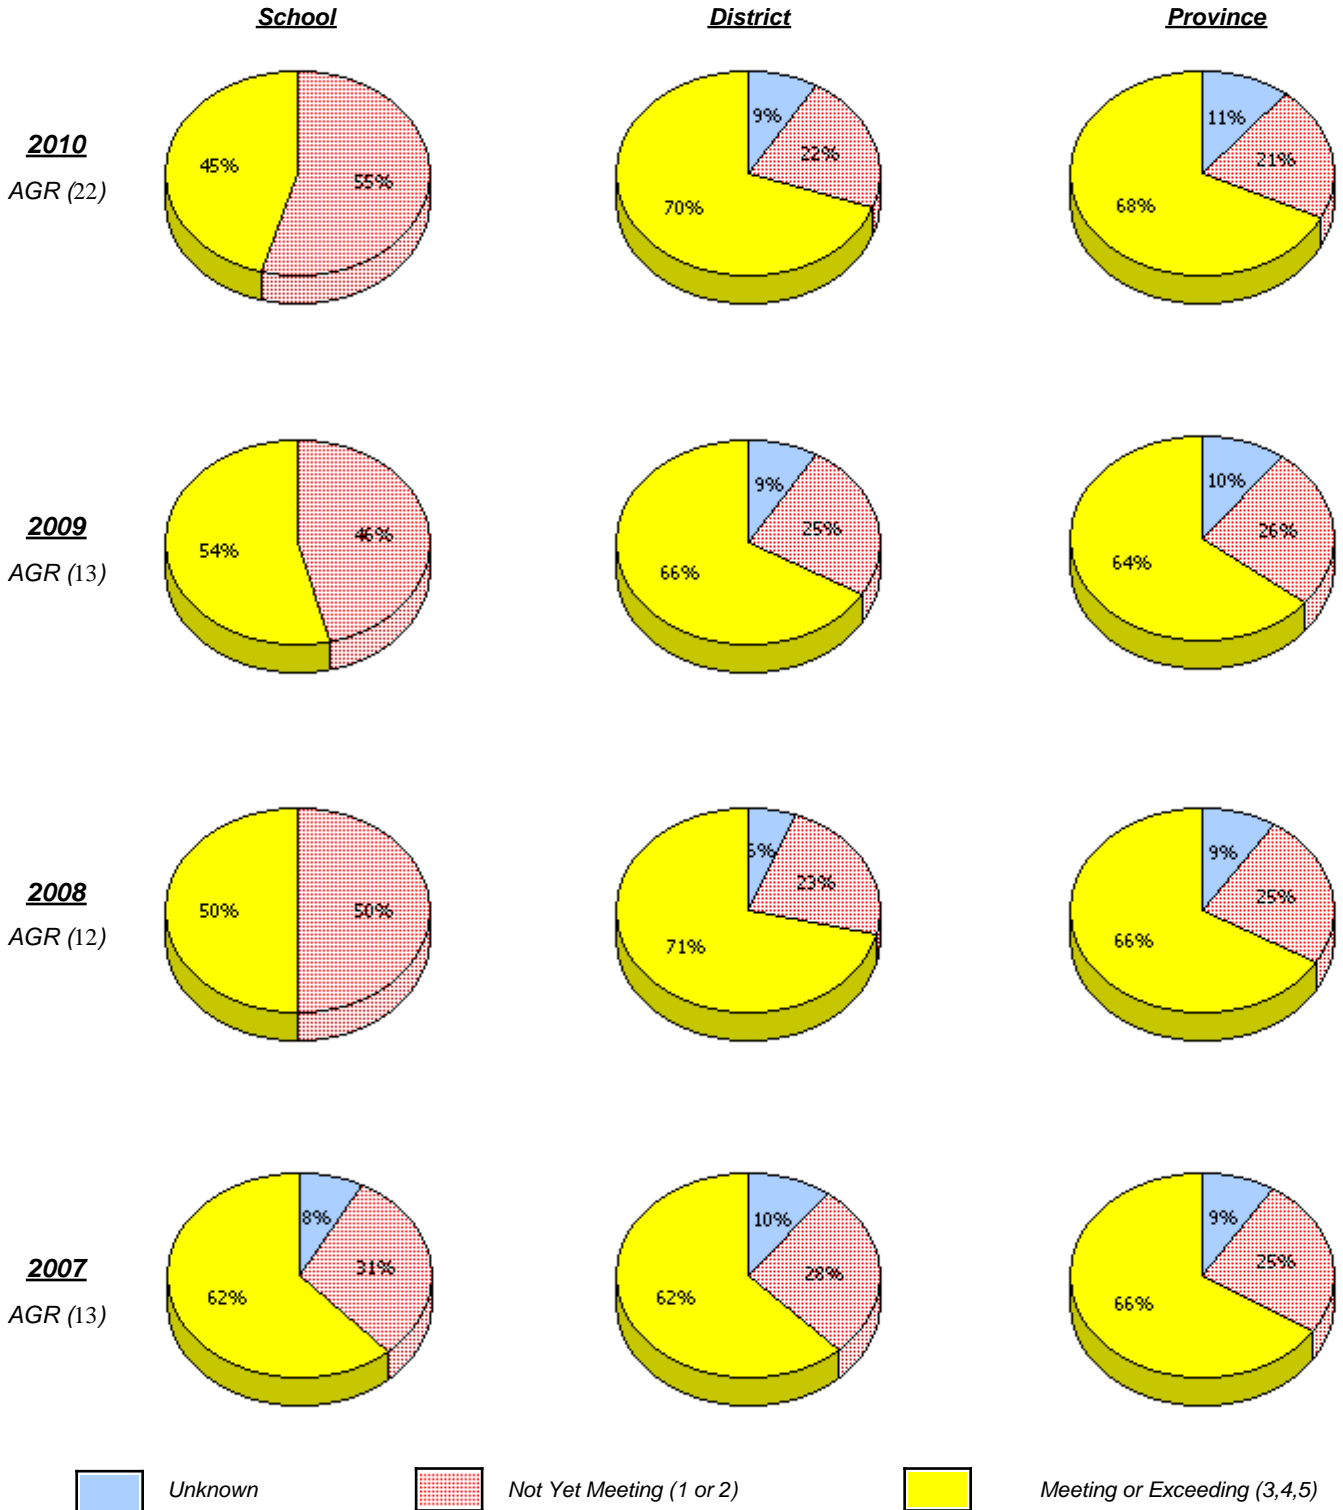 School District Province
2010
AGR (22)
45% 55%
9% 22% 70%
11% 21% 68%
2009
AGR (13)
54% 46%
9% 25% 66%
10% 26% 64%
2008
AGR (12)
50% 50%
23% 71%
9% 25% 66%
2007
AGR (13)
8% 31% 62%
10% 28% 62%
9% 25% 66%
Unknown Not Yet Meeting (1 or 2) Meeting or Exceeding (3,4,5)